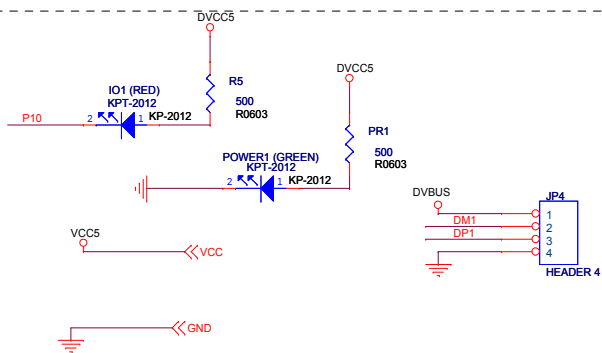 DVCC5
IO1 (RED)
KPT-2012
R5
500
R0603
P10
2
1
KP-2012
DVCC5
PR1
500
R0603
POWER1 (GREEN)
KPT-2012
2
1
KP-2012
DVBUS
JP4
1
DM1
2
DP1
3
4
HEADER 4
VCC5
VCC
GND